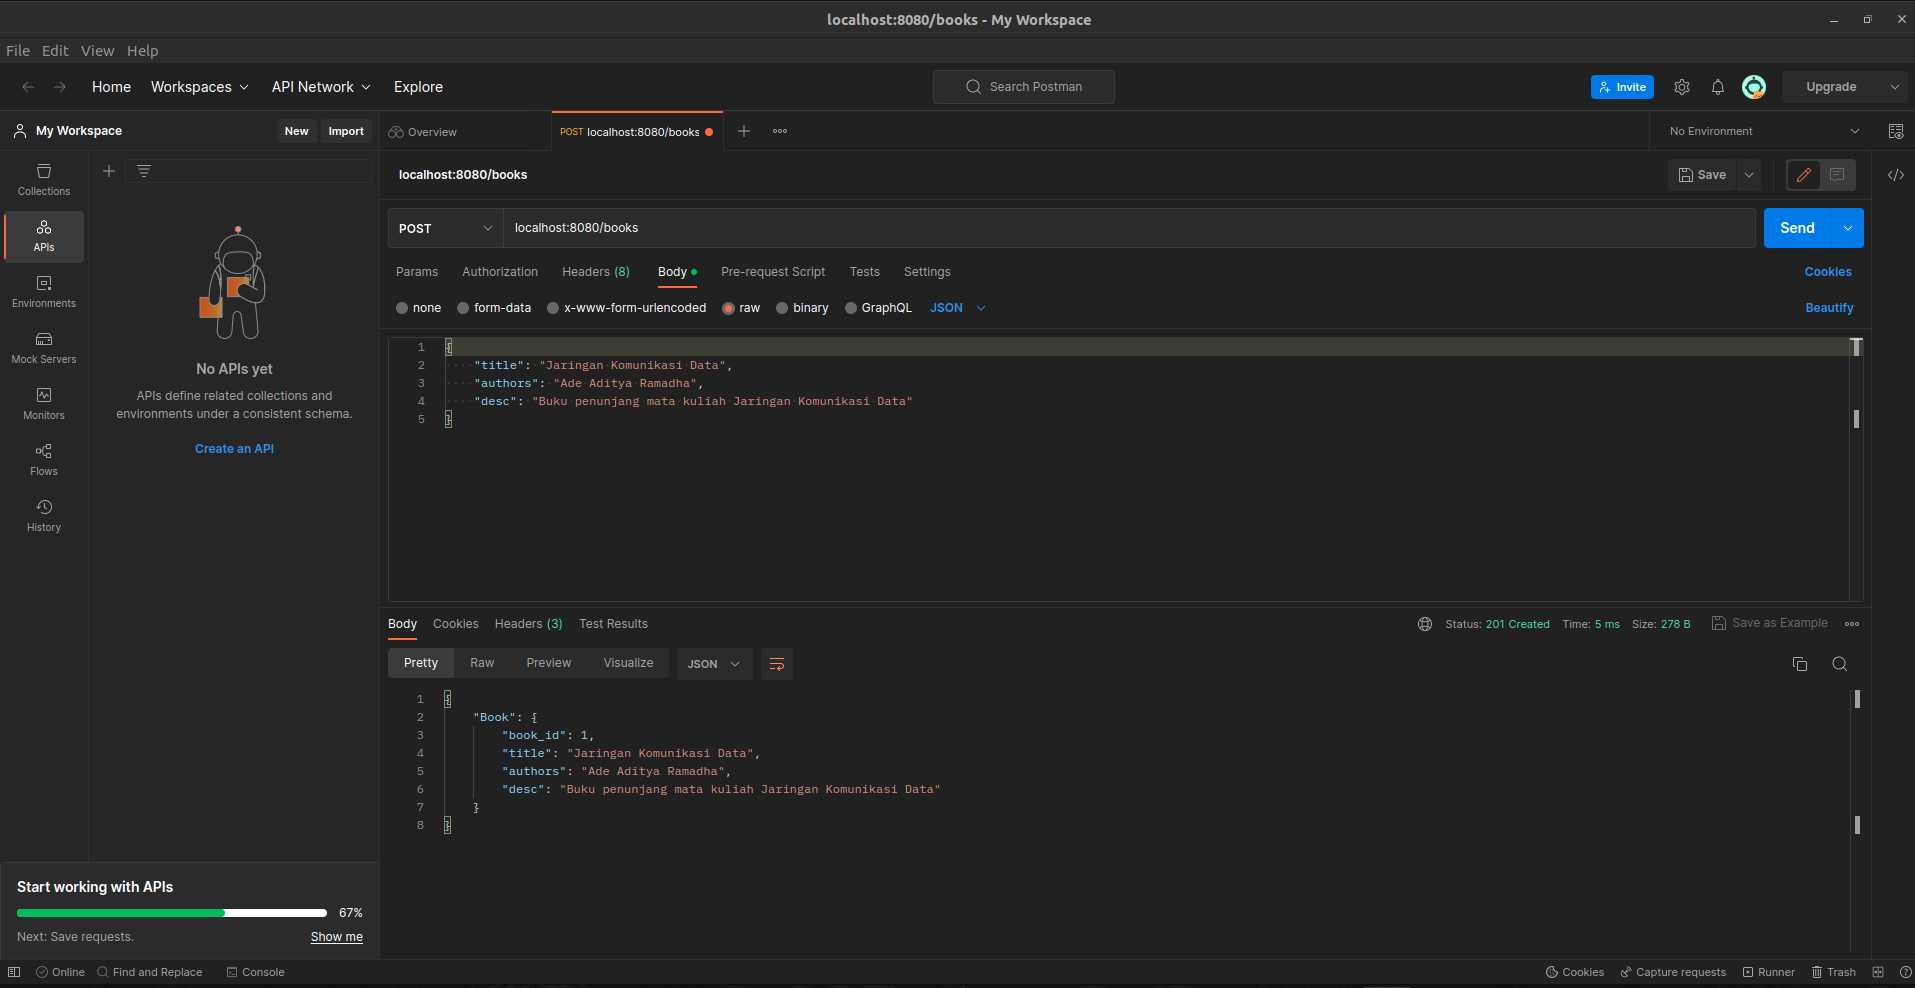 localhost:8080/books - My Workspace
File Edit View Help
Home Workspaces API Network Explore Search Postman Invite Upgrade
My Workspace New Import Overview POST localhost:8080/books No Environment
Collections
APIs
Environments
Mock Servers
Monitors
Flows
History
No APIs yet
APIs define related collections and
environments under a consistent schema.
Create an API
Start working with APIs
67%
Next: Save requests. Show me
localhost:8080/books Save
POST localhost:8080/books Send
Params Authorization Headers (8) Body Pre-request Script Tests Settings Cookies
none form-data x-www-form-urlencoded raw binary GraphQL JSON Beautify
1 {
2 "title": "Jaringan Komunikasi Data",
3 "authors": "Ade Aditya Ramadha",
4 "desc": "Buku penunjang mata kuliah Jaringan Komunikasi Data"
5 }
Body Cookies Headers (3) Test Results Status: 201 Created Time: 5 ms Size: 278 B Save as Example
Pretty Raw Preview Visualize JSON
1 {
2 "Book": {
3 "book_id": 1,
4 "title": "Jaringan Komunikasi Data",
5 "authors": "Ade Aditya Ramadha",
6 "desc": "Buku penunjang mata kuliah Jaringan Komunikasi Data"
7 }
8 }
Online Find and Replace Console Cookies Capture requests Runner Trash